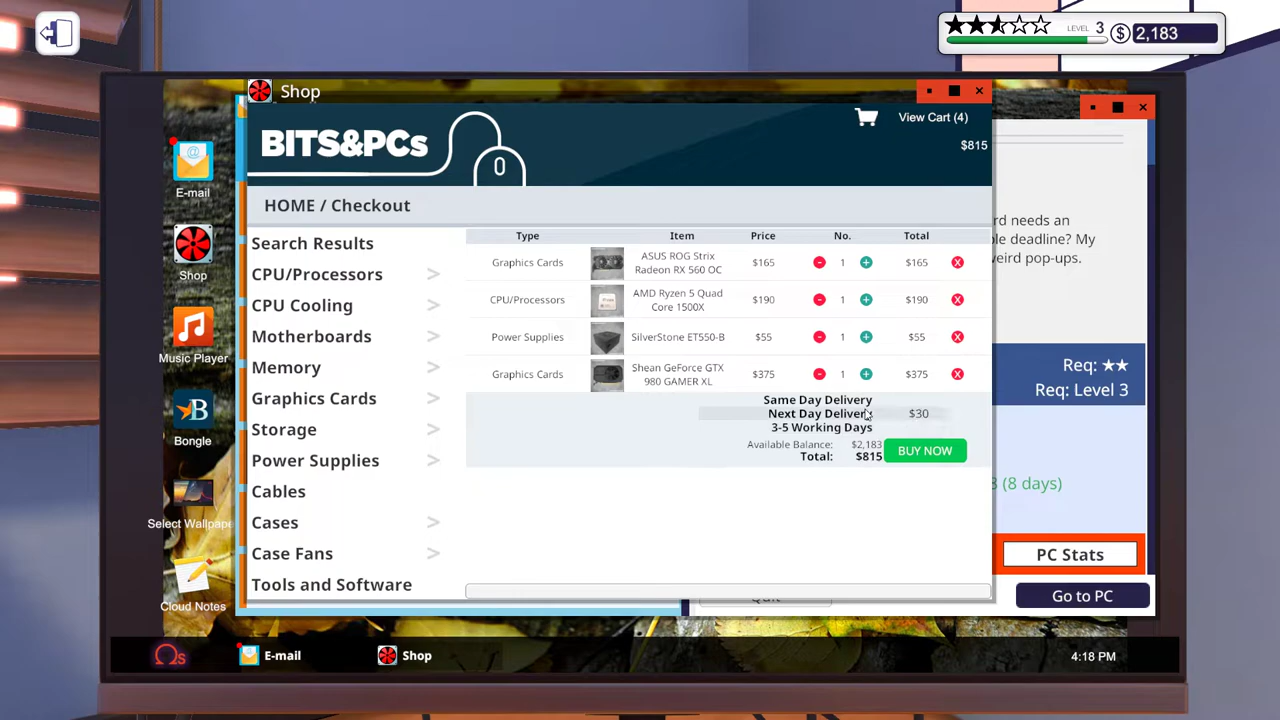 LEVEL 3
$ 2,183
Shop
BITS&PCs
View Cart (4)
$815
HOME / Checkout
Search Results
CPU/Processors >
CPU Cooling >
Motherboards >
Memory >
Graphics Cards >
Storage >
Power Supplies >
Cables
Cases >
Case Fans >
Tools and Software
Type Item Price No. Total
Graphics Cards ASUS ROG Strix Radeon RX 560 OC $165 - 1 + $165 X
CPU/Processors AMD Ryzen 5 Quad Core 1500X $190 - 1 + $190 X
Power Supplies SilverStone ET550-B $55 - 1 + $55 X
Graphics Cards Shean GeForce GTX 980 GAMER XL $375 - 1 + $375 X
Same Day Delivery
Next Day Delivery $30
3-5 Working Days
Available Balance: $2,183
Total: $815
BUY NOW
E-mail
Shop
Music Player
Bongle
Cloud Notes
rd needs an
le deadline? My
weird pop-ups.
Req: ★★
Req: Level 3
(8 days)
PC Stats
Quit
Go to PC
Ωs
E-mail
Shop
4:18 PM